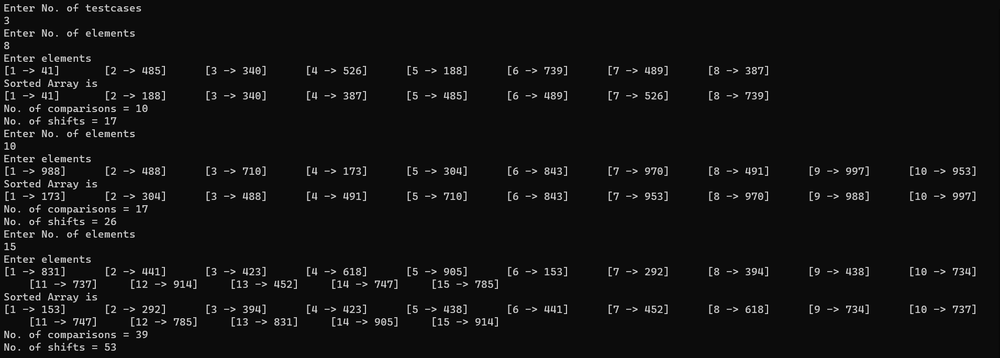 Enter No. of testcases
3
Enter No. of elements
8
Enter elements
[1 -> 41] [2 -> 485] [3 -> 340] [4 -> 526] [5 -> 188] [6 -> 739] [7 -> 489] [8 -> 387]
Sorted Array is
[1 -> 41] [2 -> 188] [3 -> 340] [4 -> 387] [5 -> 485] [6 -> 489] [7 -> 526] [8 -> 739]
No. of comparisons = 10
No. of shifts = 17
Enter No. of elements
10
Enter elements
[1 -> 988] [2 -> 488] [3 -> 710] [4 -> 173] [5 -> 304] [6 -> 843] [7 -> 970] [8 -> 491] [9 -> 997] [10 -> 953]
Sorted Array is
[1 -> 173] [2 -> 304] [3 -> 488] [4 -> 491] [5 -> 710] [6 -> 843] [7 -> 953] [8 -> 970] [9 -> 988] [10 -> 997]
No. of comparisons = 17
No. of shifts = 26
Enter No. of elements
15
Enter elements
[1 -> 831] [2 -> 441] [3 -> 423] [4 -> 618] [5 -> 905] [6 -> 153] [7 -> 292] [8 -> 394] [9 -> 438] [10 -> 734]
[11 -> 737] [12 -> 914] [13 -> 452] [14 -> 747] [15 -> 785]
Sorted Array is
[1 -> 153] [2 -> 292] [3 -> 394] [4 -> 423] [5 -> 438] [6 -> 441] [7 -> 452] [8 -> 618] [9 -> 734] [10 -> 737]
[11 -> 747] [12 -> 785] [13 -> 831] [14 -> 905] [15 -> 914]
No. of comparisons = 39
No. of shifts = 53